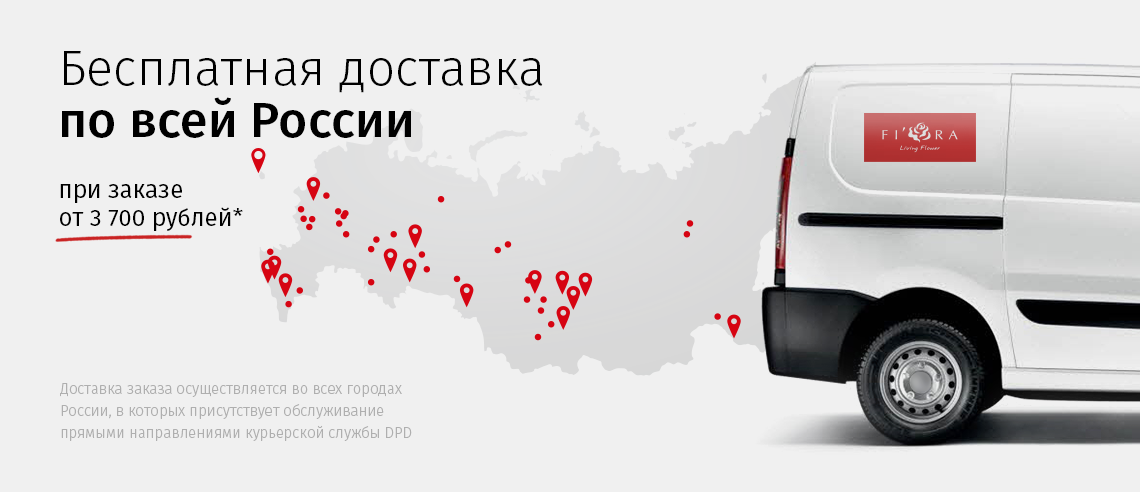 Бесплатная доставка
по всей России
при заказе
от 3 700 рублей*
FI'ORA
Living Flower
Доставка заказа осуществляется во всех городах
России, в которых присутствует обслуживание
прямыми направлениями курьерской службы DPD